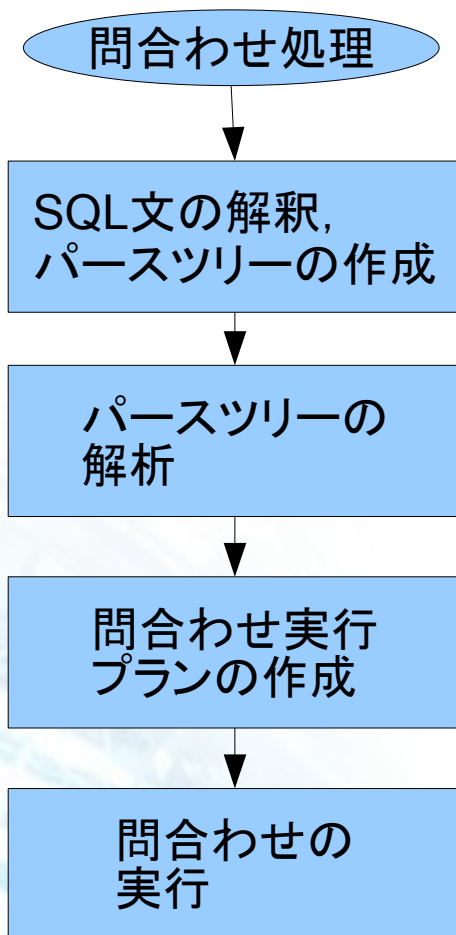 問合わせ処理
SQL文の解釈,
パースツリーの作成
パースツリーの
解析
問合わせ実行
プランの作成
問合わせの
実行